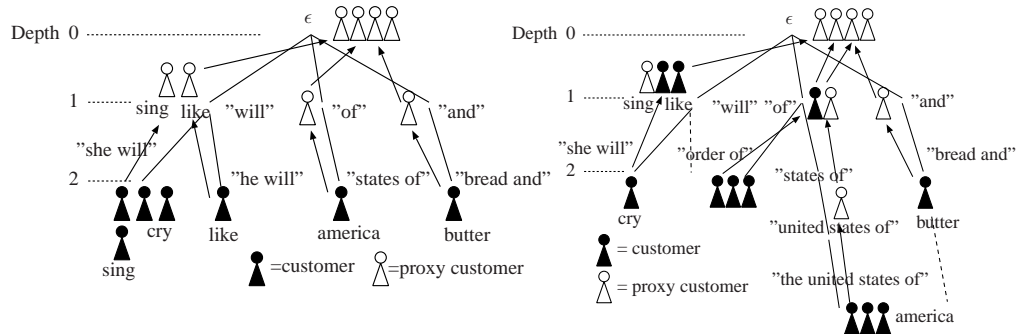 ϵ
Depth 0
1
sing like "will" "of" "and"
"she will"
2
"he will" "states of" "bread and"
cry like america butter
sing
=customer =proxy customer
ϵ
Depth 0
1
sing like "will" "of" "and"
"she will" "order of" "bread and"
2
"states of"
cry butter
"united states of"
= customer
"the united states of"
= proxy customer
america